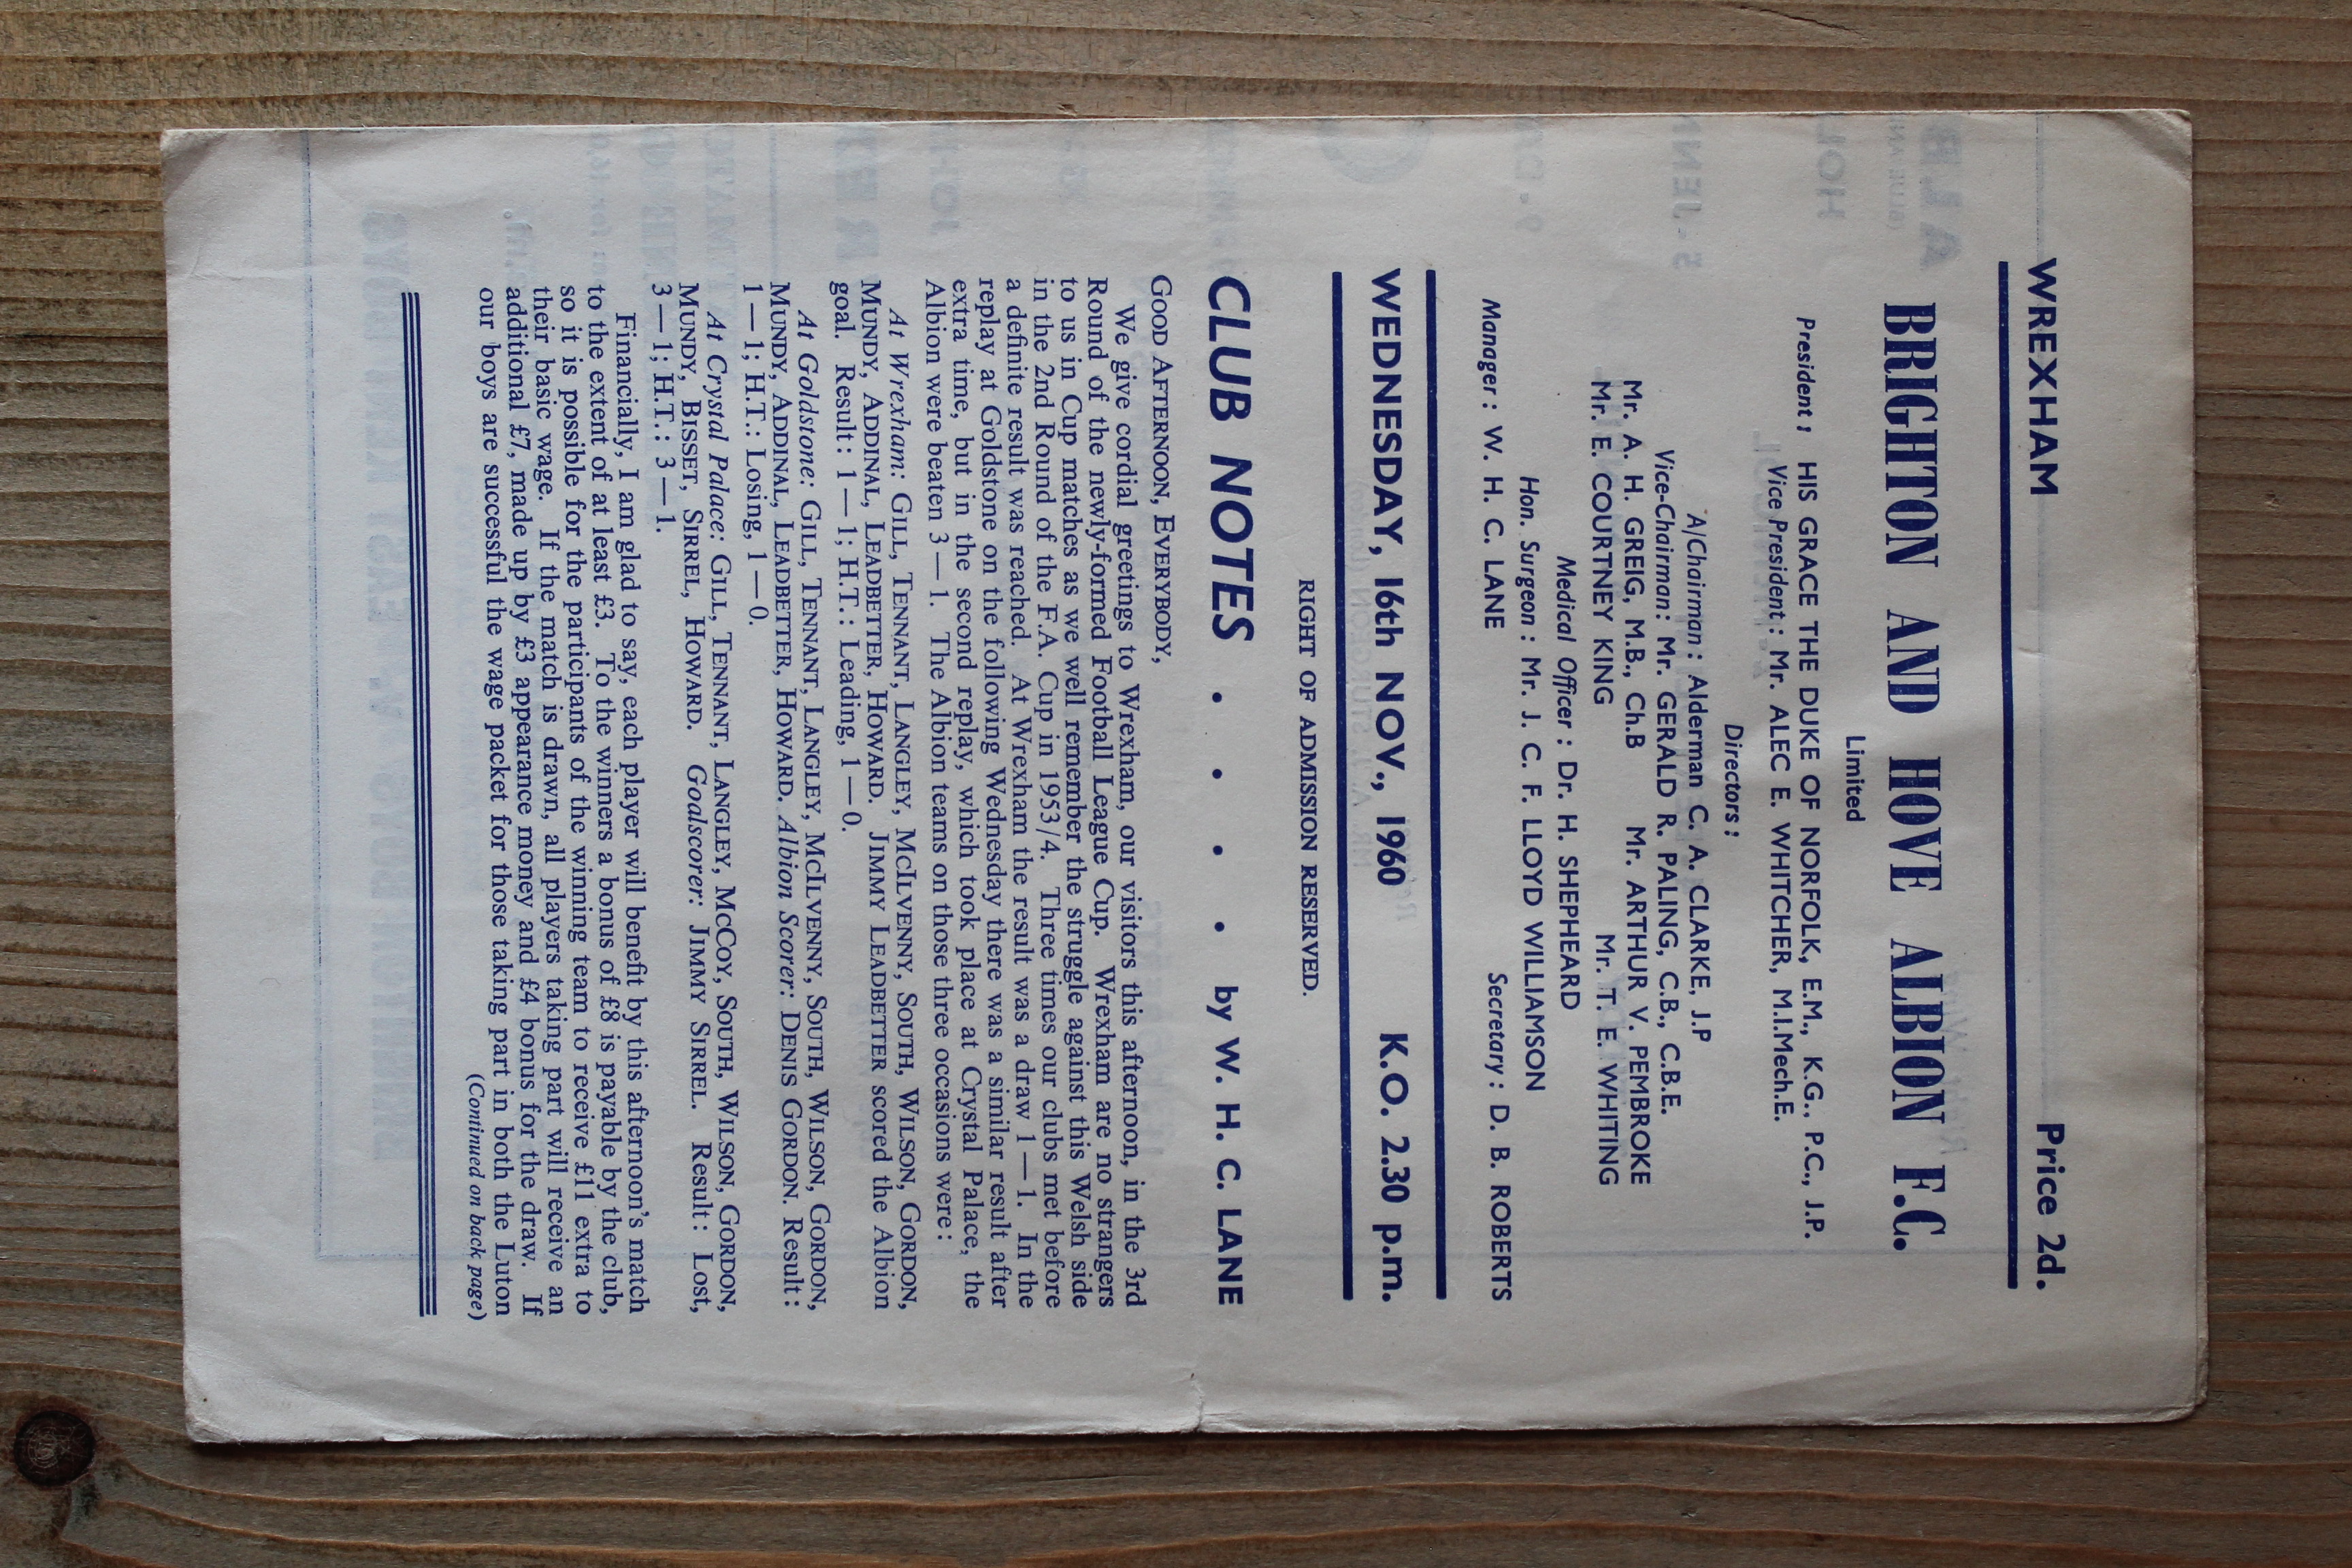 WREXHAM Price 2d.
BRIGHTON AND HOVE ALBION F.C.
Limited
President : HIS GRACE THE DUKE OF NORFOLK, E.M., K.G., P.C., J.P.
Vice President : Mr. ALEC E. WHITCHER, M.I.Mech.E.
Directors :
A/Chairman : Alderman C. A. CLARKE, J.P
Vice-Chairman : Mr. GERALD R. PALING, C.B., C.B.E.
Mr. A. H. GREIG, M.B., Ch.B Mr. ARTHUR V. PEMBROKE
Mr. E. COURTNEY KING Mr. T. E. WHITING
Medical Officer : Dr. H. SHEPHEARD
Hon. Surgeon : Mr. J. C. F. LLOYD WILLIAMSON
Manager : W. H. C. LANE Secretary : D. B. ROBERTS
WEDNESDAY, 16th NOV., 1960 K.O. 2.30 p.m.
RIGHT OF ADMISSION RESERVED.
CLUB NOTES . . . . by W. H. C. LANE
GOOD AFTERNOON, EVERYBODY,
We give cordial greetings to Wrexham, our visitors this afternoon, in the 3rd
Round of the newly-formed Football League Cup. Wrexham are no strangers
to us in Cup matches as we well remember the struggle against this Welsh side
in the 2nd Round of the F.A. Cup in 1953/4. Three times our clubs met before
a definite result was reached. At Wrexham the result was a draw 1—1. In the
replay at Goldstone on the following Wednesday there was a similar result after
extra time, but in the second replay, which took place at Crystal Palace, the
Albion were beaten 3—1. The Albion teams on those three occasions were :
At Wrexham: GILL, TENNANT, LANGLEY, MCILVENNY, SOUTH, WILSON, GORDON,
MUNDY, ADDINAL, LEADBETTER, HOWARD. JIMMY LEADBETTER scored the Albion
goal. Result : 1—1; H.T.: Leading, 1—0.
At Goldstone: GILL, TENNANT, LANGLEY, MCILVENNY, SOUTH, WILSON, GORDON,
MUNDY, ADDINAL, LEADBETTER, HOWARD. Albion Scorer: DENIS GORDON. Result :
1—1; H.T.: Losing, 1—0.
At Crystal Palace: GILL, TENNANT, LANGLEY, MCCOY, SOUTH, WILSON, GORDON,
MUNDY, BISSET, SIRREL, HOWARD. Goalscorer: JIMMY SIRREL. Result : Lost,
3—1; H.T.: 3—1.
Financially, I am glad to say, each player will benefit by this afternoon's match
to the extent of at least £3. To the winners a bonus of £8 is payable by the club,
so it is possible for the participants of the winning team to receive £11 extra to
their basic wage. If the match is drawn, all players taking part will receive an
additional £7, made up by £3 appearance money and £4 bonus for the draw. If
our boys are successful the wage packet for those taking part in both the Luton
(Continued on back page)